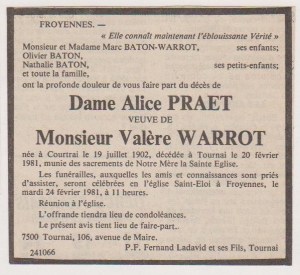 FROYENNES. —
« Elle connaît maintenant l'éblouissante Vérité »
Monsieur et Madame Marc BATON-WARROT, ses enfants;
Olivier BATON,
Nathalie BATON, ses petits-enfants;
et toute la famille,
ont la profonde douleur de vous faire part du décès de
Dame Alice PRAET
VEUVE DE
Monsieur Valère WARROT
née à Courtrai le 19 juillet 1902, décédée à Tournai le 20 février
1981, munie des sacrements de Notre Mère la Sainte Eglise.
Les funérailles, auxquelles les amis et connaissances sont priés
d'assister, seront célébrées en l'église Saint-Eloi à Froyennes, le
mardi 24 février 1981, à 11 heures.
Réunion à l'église.
L'offrande tiendra lieu de condoléances.
Le présent avis tient lieu de faire-part.
7500 Tournai, 106, avenue de Maire.
P.F. Fernand Ladavid et ses Fils, Tournai
241066